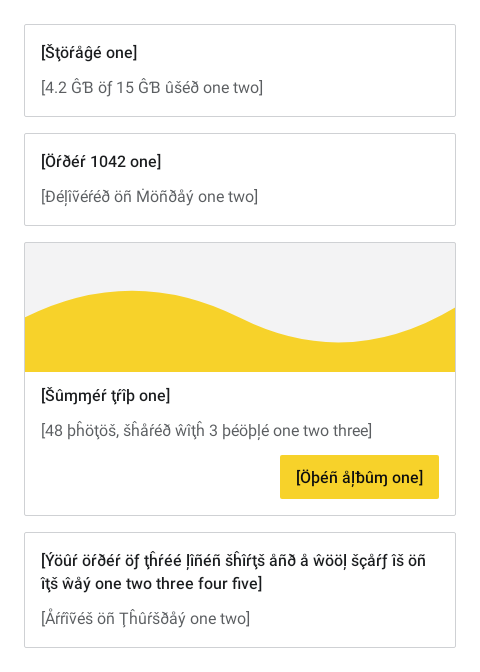 [Šţöŕåĝé one]
[4.2 ĜƁ öƒ 15 ĜƁ ûšéð one two]
[Öŕðéŕ 1042 one]
[Ðéļîṽéŕéð öñ Ṁöñðåý one two]
[Šûɱɱéŕ ţŕîþ one]
[48 þĥöţöš, šĥåŕéð ŵîţĥ 3 þéöþļé one two three]
[Öþéñ åļƀûɱ one]
[Ýöûŕ öŕðéŕ öƒ ţĥŕéé ļîñéñ šĥîŕţš åñð å ŵööļ šçåŕƒ îš öñ
îţš ŵåý one two three four five]
[Åŕŕîṽéš öñ Ţĥûŕšðåý one two]